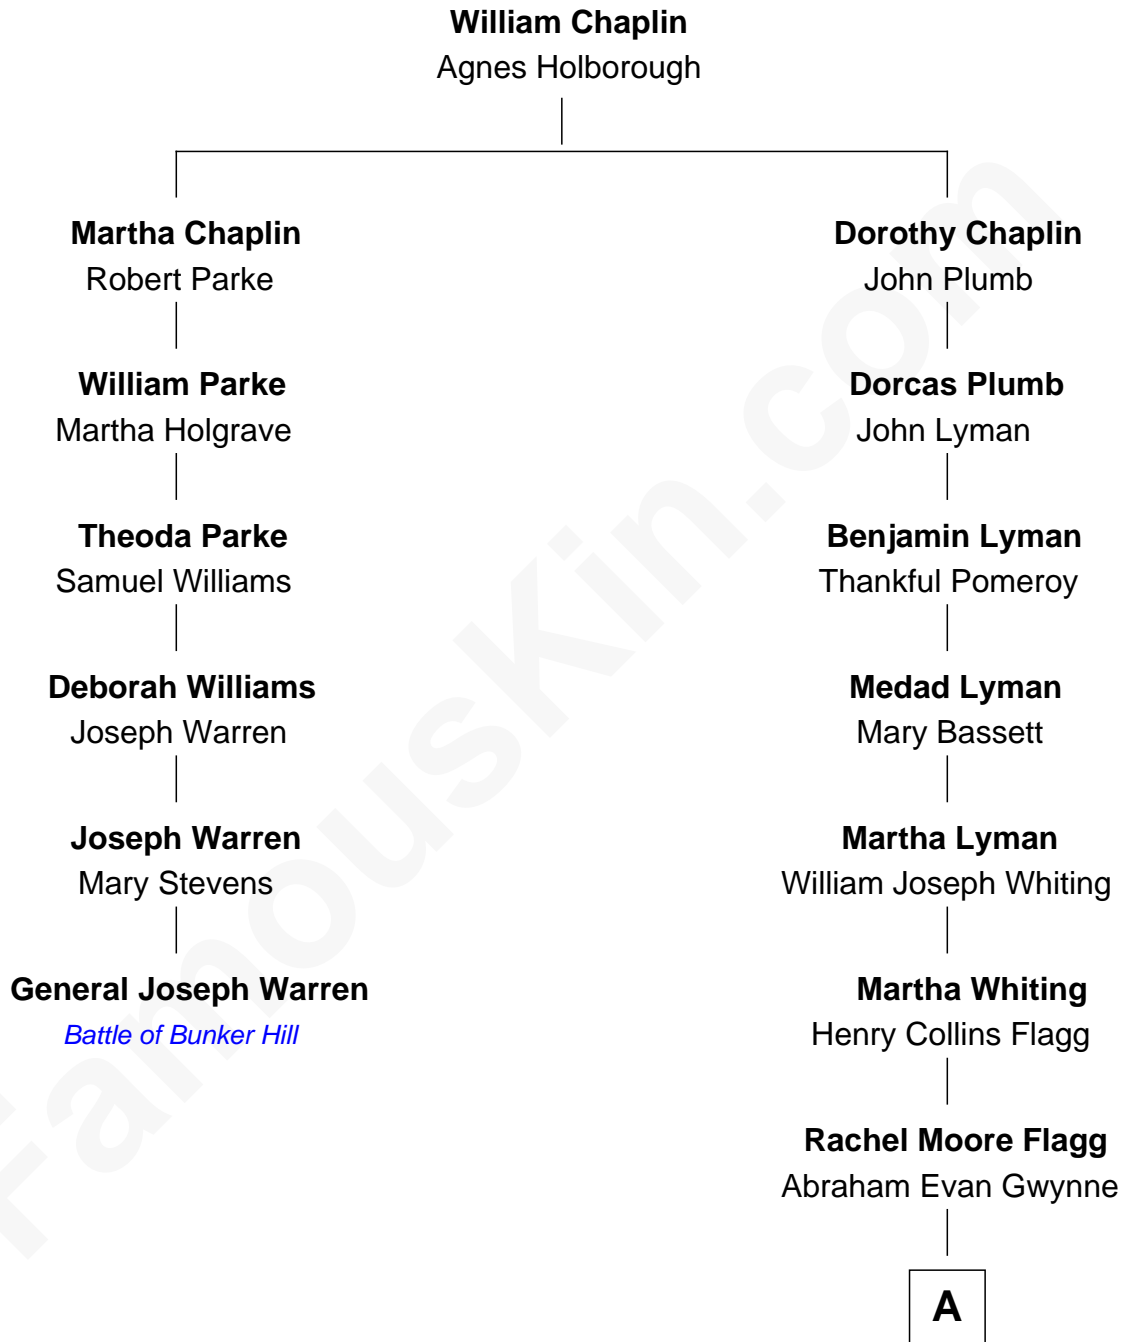 William Chaplin
Agnes Holborough
Martha Chaplin
Robert Parke
William Parke
Martha Holgrave
Theoda Parke
Samuel Williams
Deborah Williams
Joseph Warren
Joseph Warren
Mary Stevens
General Joseph Warren
Battle of Bunker Hill
Dorothy Chaplin
John Plumb
Dorcas Plumb
John Lyman
Benjamin Lyman
Thankful Pomeroy
Medad Lyman
Mary Bassett
Martha Lyman
William Joseph Whiting
Martha Whiting
Henry Collins Flagg
Rachel Moore Flagg
Abraham Evan Gwynne
A
FamousKin.com